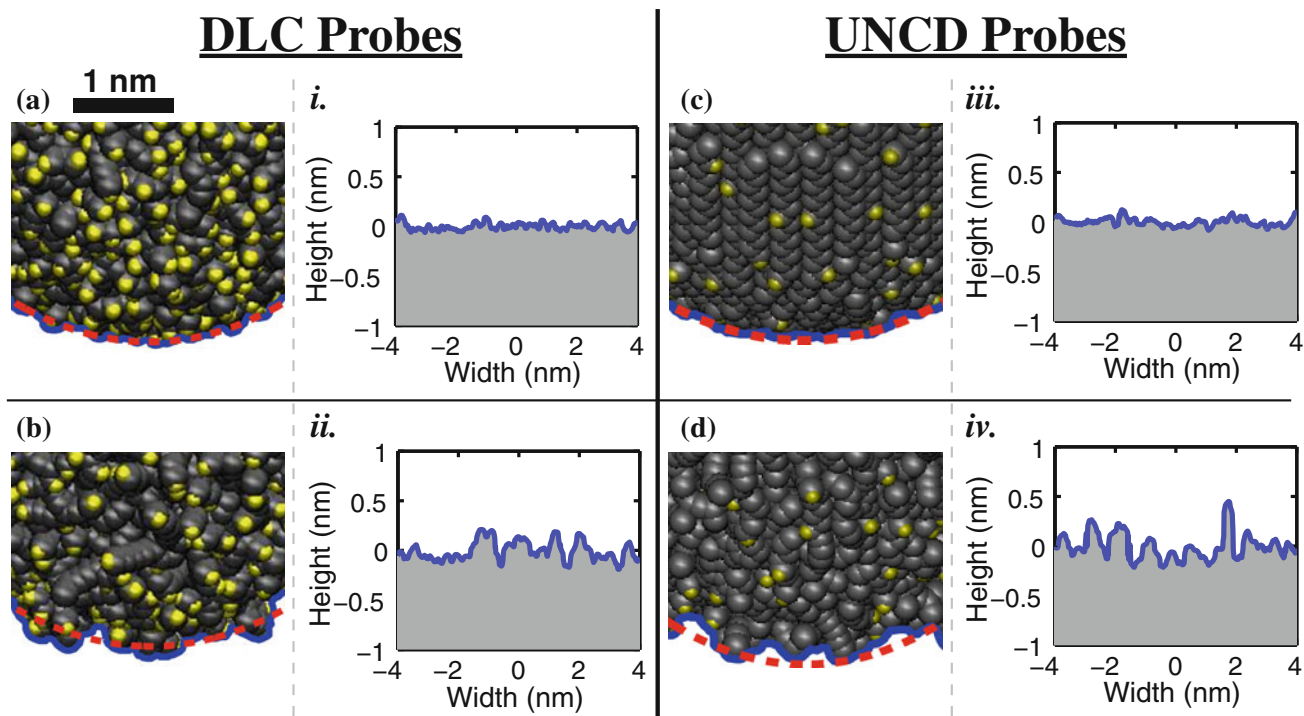 DLC Probes
UNCD Probes
1 nm
(a)
i.
1
0.5
0
−0.5
−1
Height (nm)
−4 −2 0 2 4
Width (nm)
(c)
iii.
1
0.5
0
−0.5
−1
Height (nm)
−4 −2 0 2 4
Width (nm)
(b)
ii.
1
0.5
0
−0.5
−1
Height (nm)
−4 −2 0 2 4
Width (nm)
(d)
iv.
1
0.5
0
−0.5
−1
Height (nm)
−4 −2 0 2 4
Width (nm)